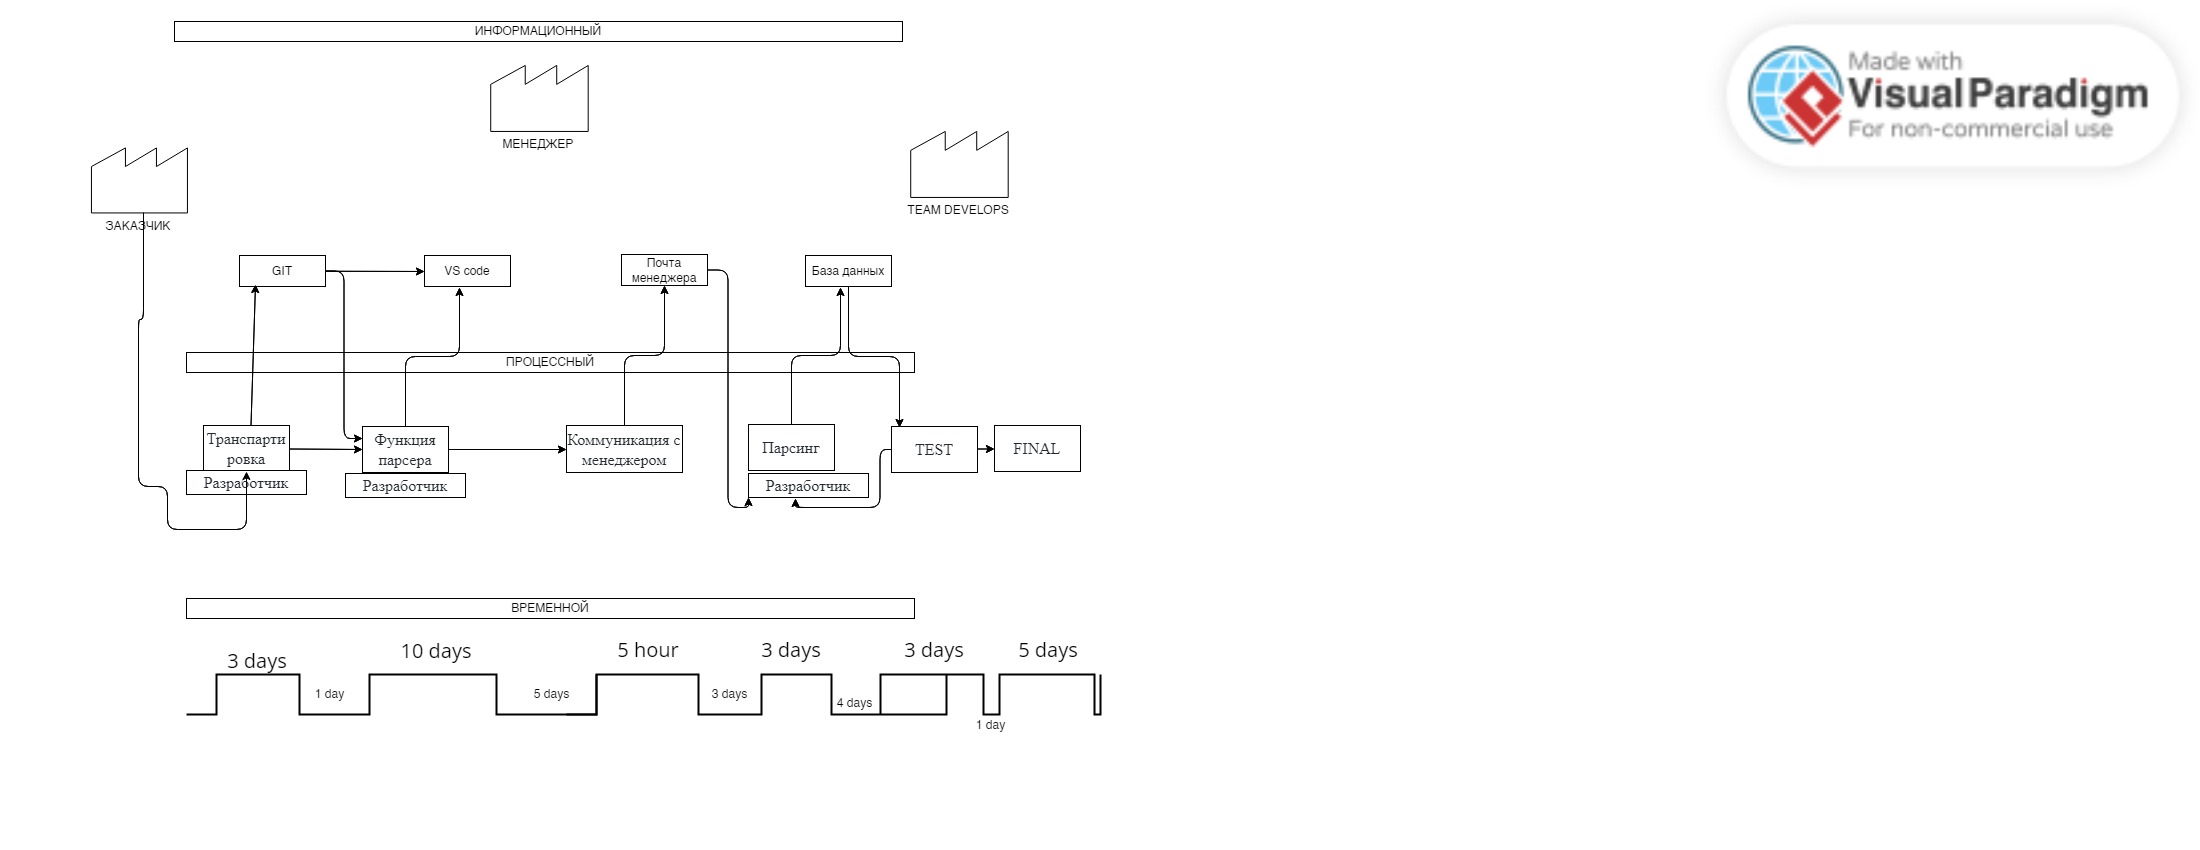 ИНФОРМАЦИОННЫЙ
Made with
Visual Paradigm
For non-commercial use
МЕНЕДЖЕР
TEAM DEVELOPS
ЗАКАЗЧИК
GIT
VS code
Почта
менеджера
База данных
ПРОЦЕССНЫЙ
Транспарти
ровка
Разработчик
Функция
парсера
Разработчик
Коммуникация с
менеджером
Парсинг
Разработчик
TEST
FINAL
ВРЕМЕННОЙ
3 days
10 days
5 hour
3 days
3 days
5 days
1 day
5 days
3 days
4 days
1 day